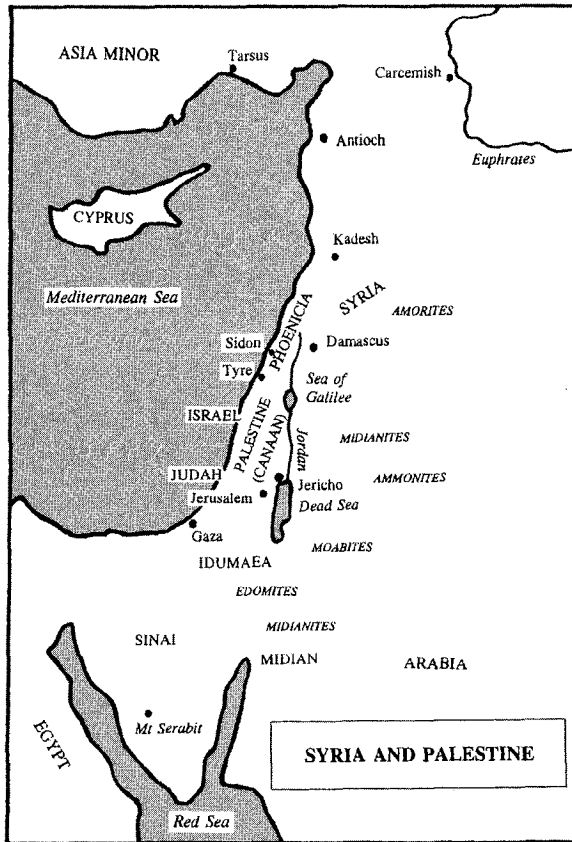 ASIA MINOR
Tarsus
Carcemish
Antioch
Euphrates
CYPRUS
Kadesh
Mediterranean Sea
SYRIA
AMORITES
PHOENICIA
Sidon
Damascus
Tyre
Sea of
Galilee
ISRAEL
PALESTINE
(CANAAN)
Jordan
MIDIANITES
JUDAH
Jericho
AMMONITES
Jerusalem
Dead Sea
Gaza
MOABITES
IDUMAEA
EDOMITES
MIDIANITES
SINAI
MIDIAN
ARABIA
EGYPT
Mt Serabit
SYRIA AND PALESTINE
Red Sea